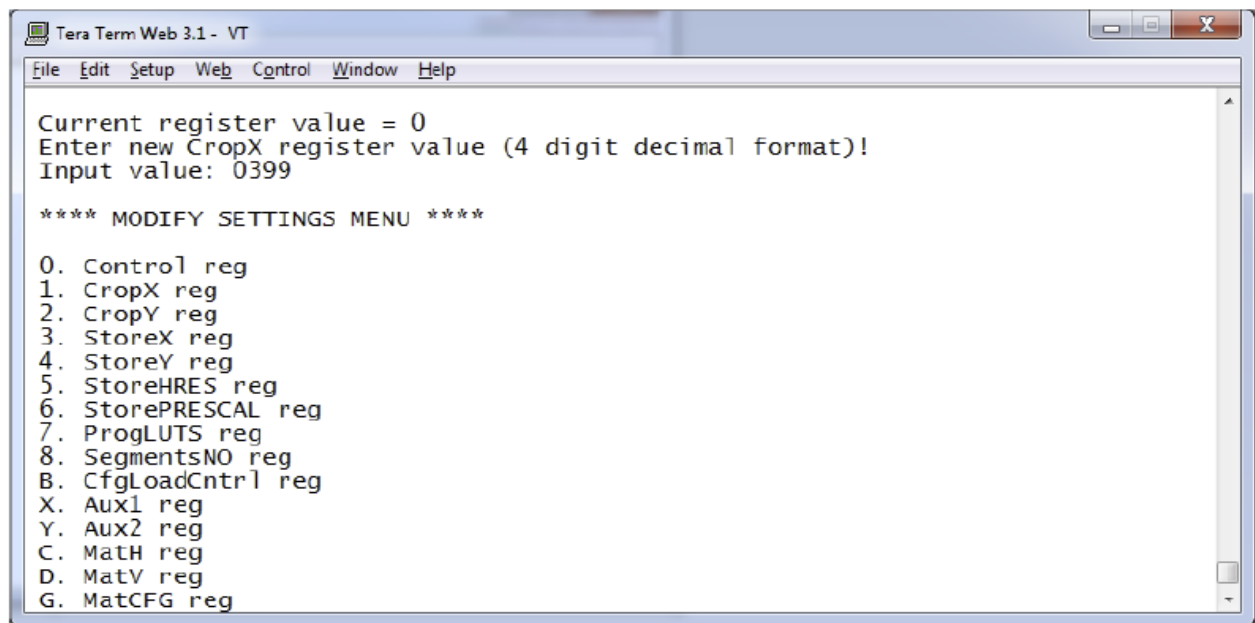 Tera Term Web 3.1 - VT
File Edit Setup Web Control Window Help
Current register value = 0
Enter new CropX register value (4 digit decimal format)!
Input value: 0399
**** MODIFY SETTINGS MENU ****
0. Control reg
1. CropX reg
2. CropY reg
3. StoreX reg
4. StoreY reg
5. StoreHRES reg
6. StorePRESCAL reg
7. ProgLUTS reg
8. SegmentsNO reg
B. CfgLoadCntrl reg
X. Aux1 reg
Y. Aux2 reg
C. MatH reg
D. MatV reg
G. MatCFG reg